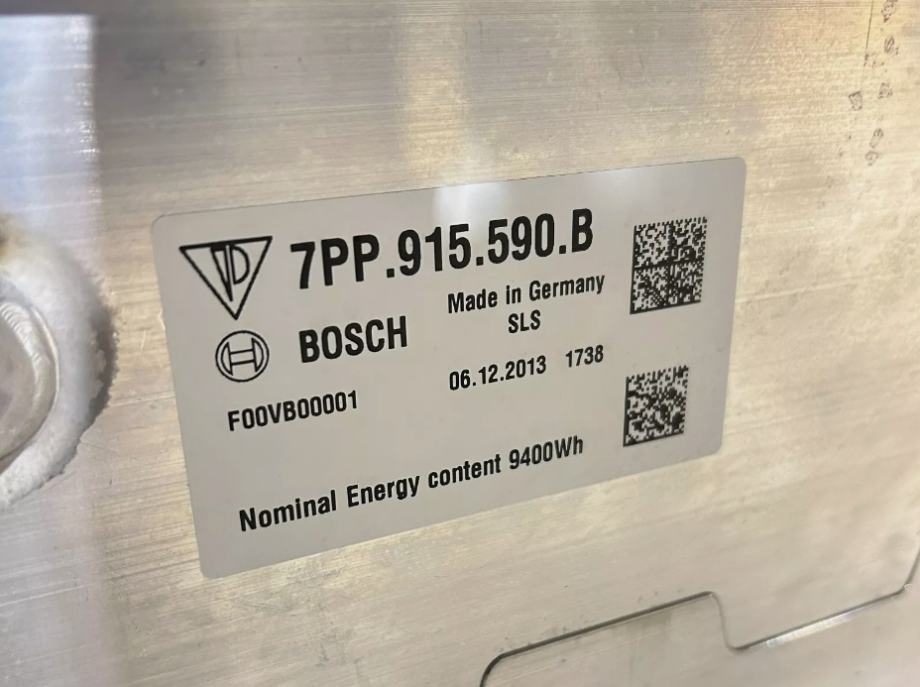 7PP.915.590.B
BOSCH
Made in Germany
SLS
F00VB00001
06.12.2013 1738
Nominal Energy content 9400Wh